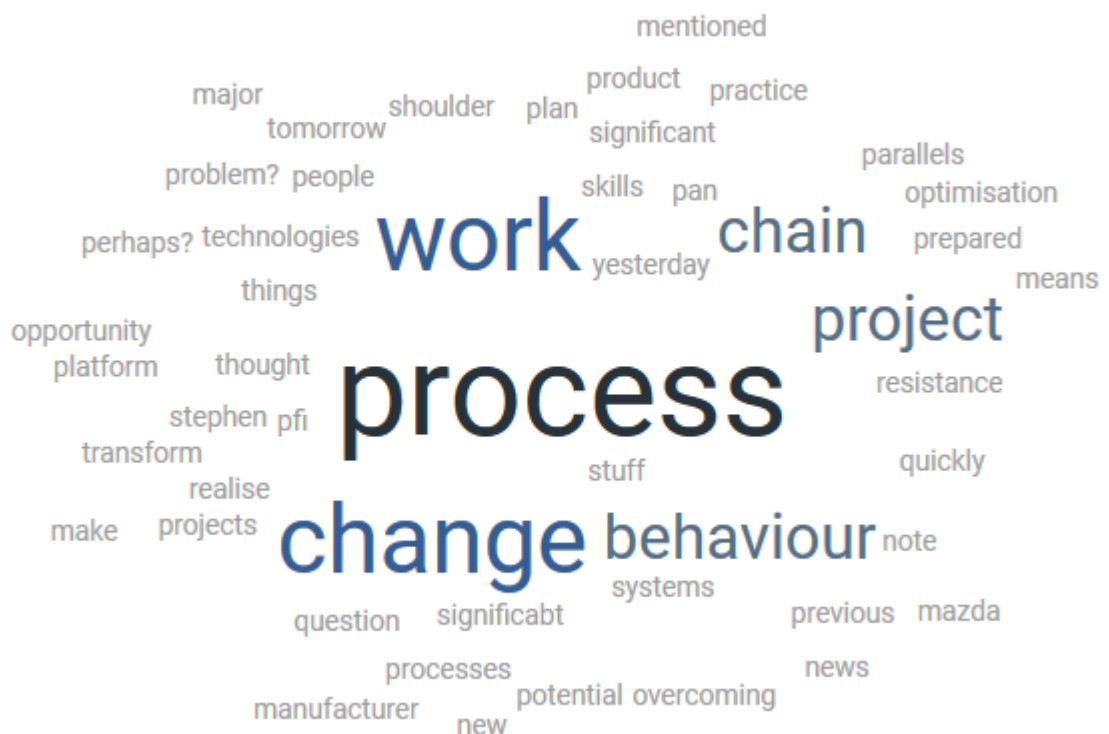 mentioned
product
practice
major
shoulder
plan
tomorrow
significant
parallels
problem?
people
skills
pan
optimisation
work
chain
perhaps?
technologies
prepared
yesterday
means
things
project
opportunity
platform
thought
process
resistance
stephen
pfi
transform
stuff
quickly
realise
make
projects
change
behaviour
note
systems
question
significabt
previous
mazda
processes
news
potential
overcoming
manufacturer
new